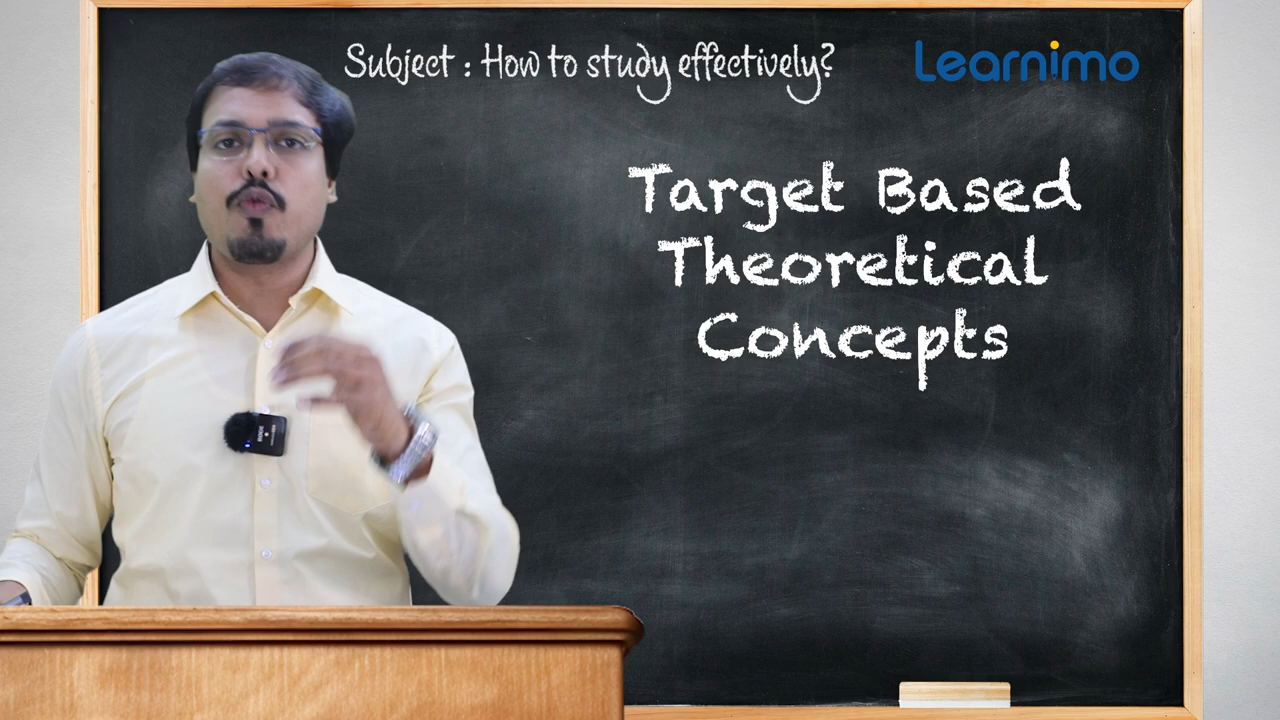 Subject : How to study effectively?
Learnimo
Target Based
Theoretical
Concepts